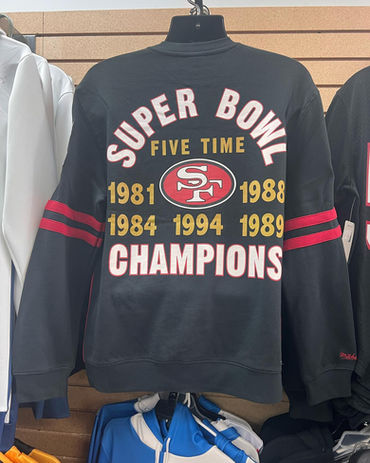 SUPER BOWL
FIVE TIME
SF
1981 1988
1984 1994 1989
CHAMPIONS